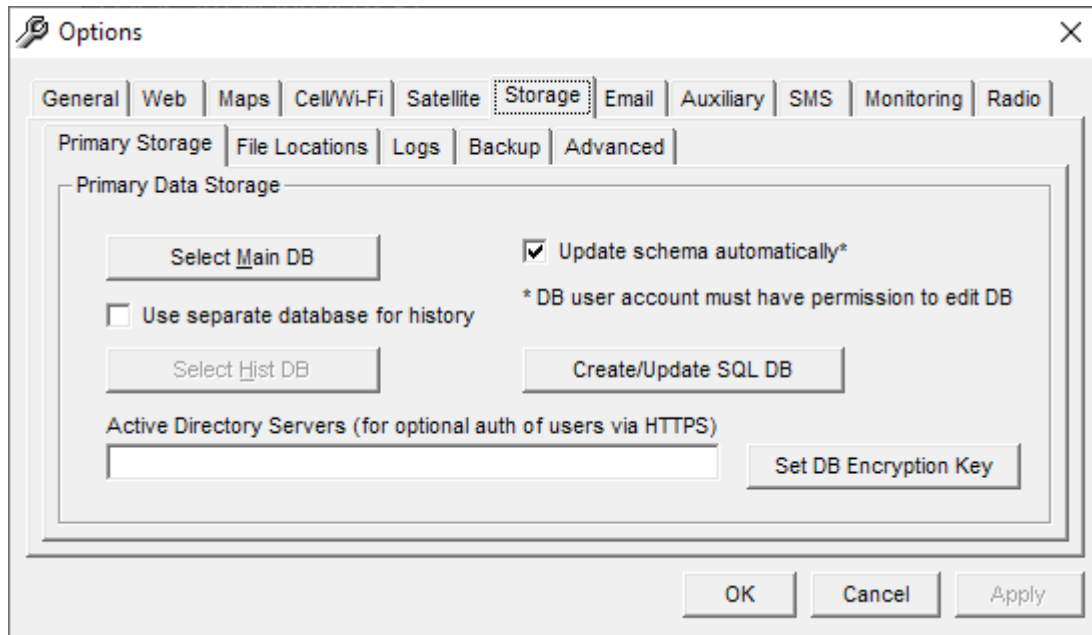 Options
General Web Maps Cell/Wi-Fi Satellite Storage Email Auxiliary SMS Monitoring Radio
Primary Storage File Locations Logs Backup Advanced
Primary Data Storage
Select Main DB
Update schema automatically*
* DB user account must have permission to edit DB
Use separate database for history
Select Hist DB
Create/Update SQL DB
Active Directory Servers (for optional auth of users via HTTPS)
Set DB Encryption Key
OK Cancel Apply